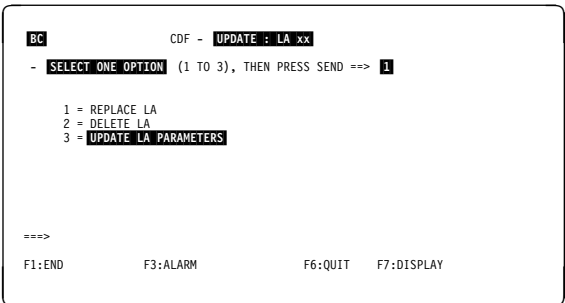 BC CDF - UPDATE : LA xx
- SELECT ONE OPTION (1 TO 3), THEN PRESS SEND ==> 1
1 = REPLACE LA
2 = DELETE LA
3 = UPDATE LA PARAMETERS
===>
F1:END F3:ALARM F6:QUIT F7:DISPLAY